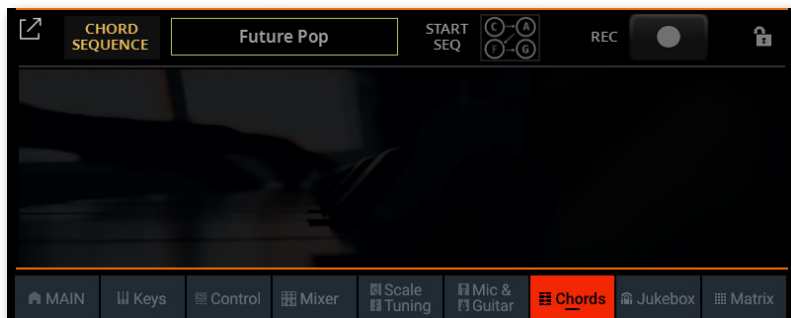 CHORD
SEQUENCE
Future Pop
START
SEQ
C A
F G
REC
MAIN
Keys
Control
Mixer
Scale
Tuning
Mic &
Guitar
Chords
Jukebox
Matrix